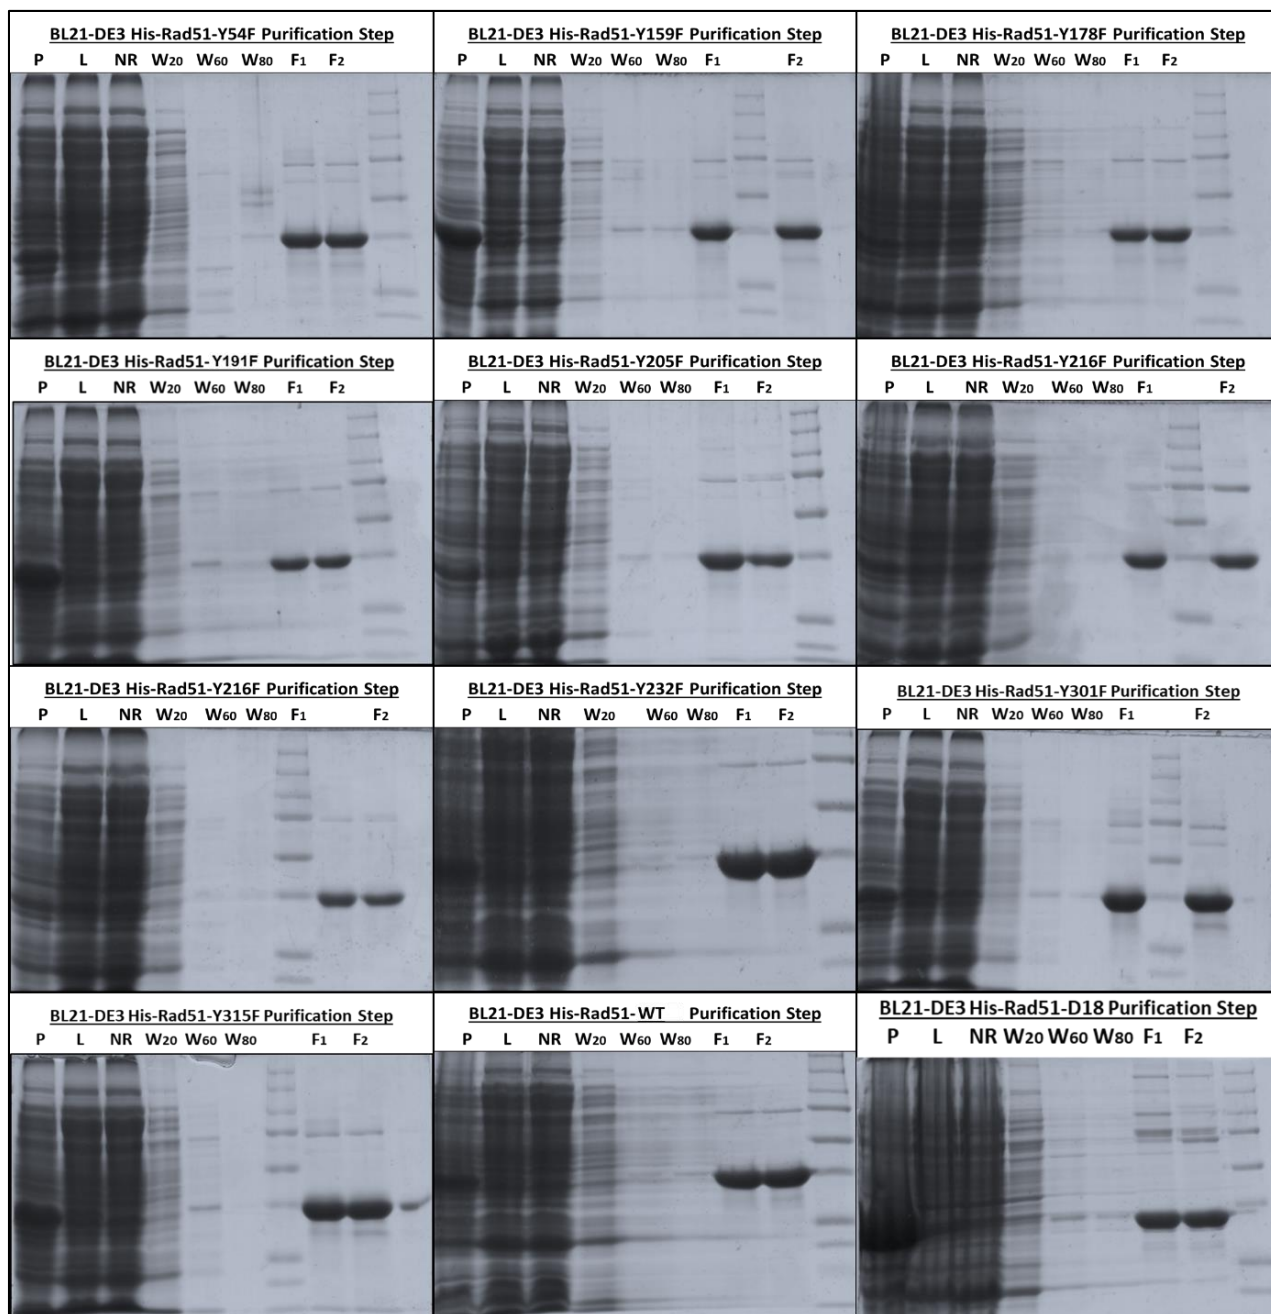 BL21-DE3 His-Rad51-Y54F Purification Step
P L NR W20 W60 W80 F1 F2
BL21-DE3 His-Rad51-Y159F Purification Step
P L NR W20 W60 W80 F1 F2
BL21-DE3 His-Rad51-Y178F Purification Step
P L NR W20 W60 W80 F1 F2
BL21-DE3 His-Rad51-Y191F Purification Step
P L NR W20 W60 W80 F1 F2
BL21-DE3 His-Rad51-Y205F Purification Step
P L NR W20 W60 W80 F1 F2
BL21-DE3 His-Rad51-Y216F Purification Step
P L NR W20 W60 W80 F1 F2
BL21-DE3 His-Rad51-Y216F Purification Step
P L NR W20 W60 W80 F1 F2
BL21-DE3 His-Rad51-Y232F Purification Step
P L NR W20 W60 W80 F1 F2
BL21-DE3 His-Rad51-Y301F Purification Step
P L NR W20 W60 W80 F1 F2
BL21-DE3 His-Rad51-Y315F Purification Step
P L NR W20 W60 W80 F1 F2
BL21-DE3 His-Rad51-WT Purification Step
P L NR W20 W60 W80 F1 F2
BL21-DE3 His-Rad51-D18 Purification Step
P L NR W20 W60 W80 F1 F2